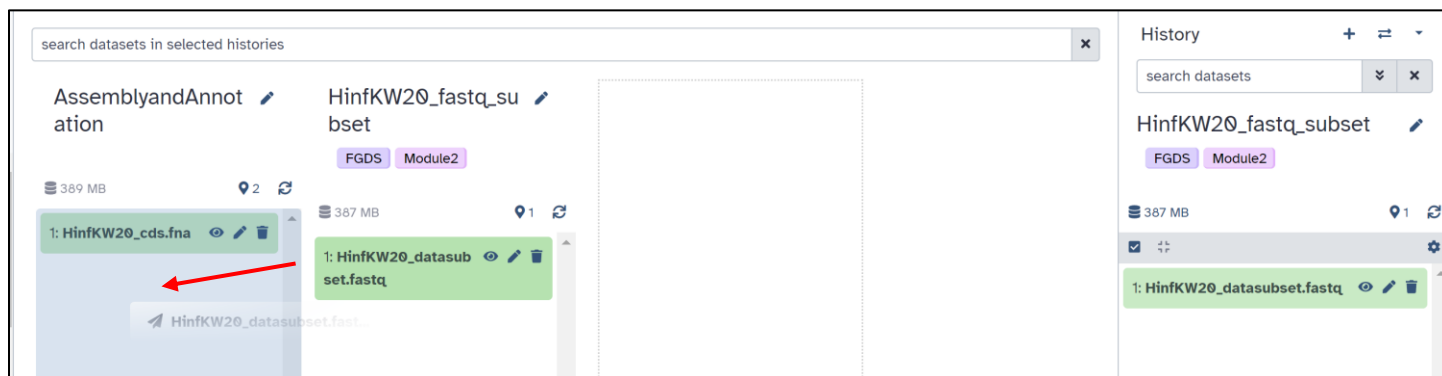 search datasets in selected histories
AssemblyandAnnot
ation
389 MB
2
1: HinfKW20_cds.fna
HinfKW20_datasubset.fast...
HinfKW20_fastq_su
bset
FGDS Module2
387 MB
1
1: HinfKW20_datasub
set.fastq
History
search datasets
HinfKW20_fastq_subset
FGDS Module2
387 MB
1
1: HinfKW20_datasubset.fastq